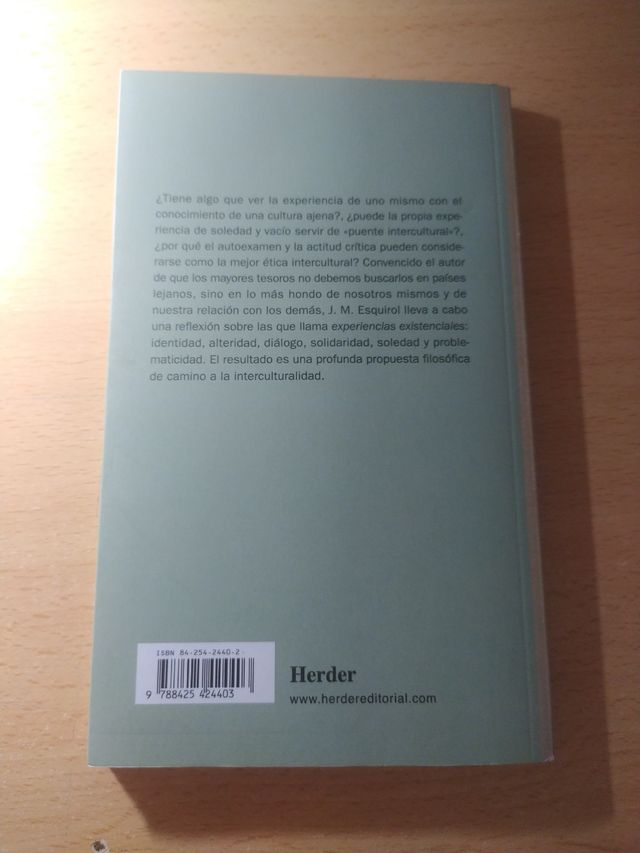 ¿Tiene algo que ver la experiencia de uno mismo con el
conocimiento de una cultura ajena?, ¿puede la propia expe-
riencia de soledad y vacío servir de «puente intercultural»?,
¿por qué el autoexamen y la actitud crítica pueden conside-
rarse como la mejor ética intercultural? Convencido el autor
de que los mayores tesoros no debemos buscarlos en países
lejanos, sino en lo más hondo de nosotros mismos y de
nuestra relación con los demás, J. M. Esquirol lleva a cabo
una reflexión sobre las que llama experiencias existenciales:
identidad, alteridad, diálogo, solidaridad, soledad y proble-
maticidad. El resultado es una profunda propuesta filosófica
de camino a la interculturalidad.
ISBN 84-254-2440-2
9 788425 424403
Herder
www.herdereditorial.com